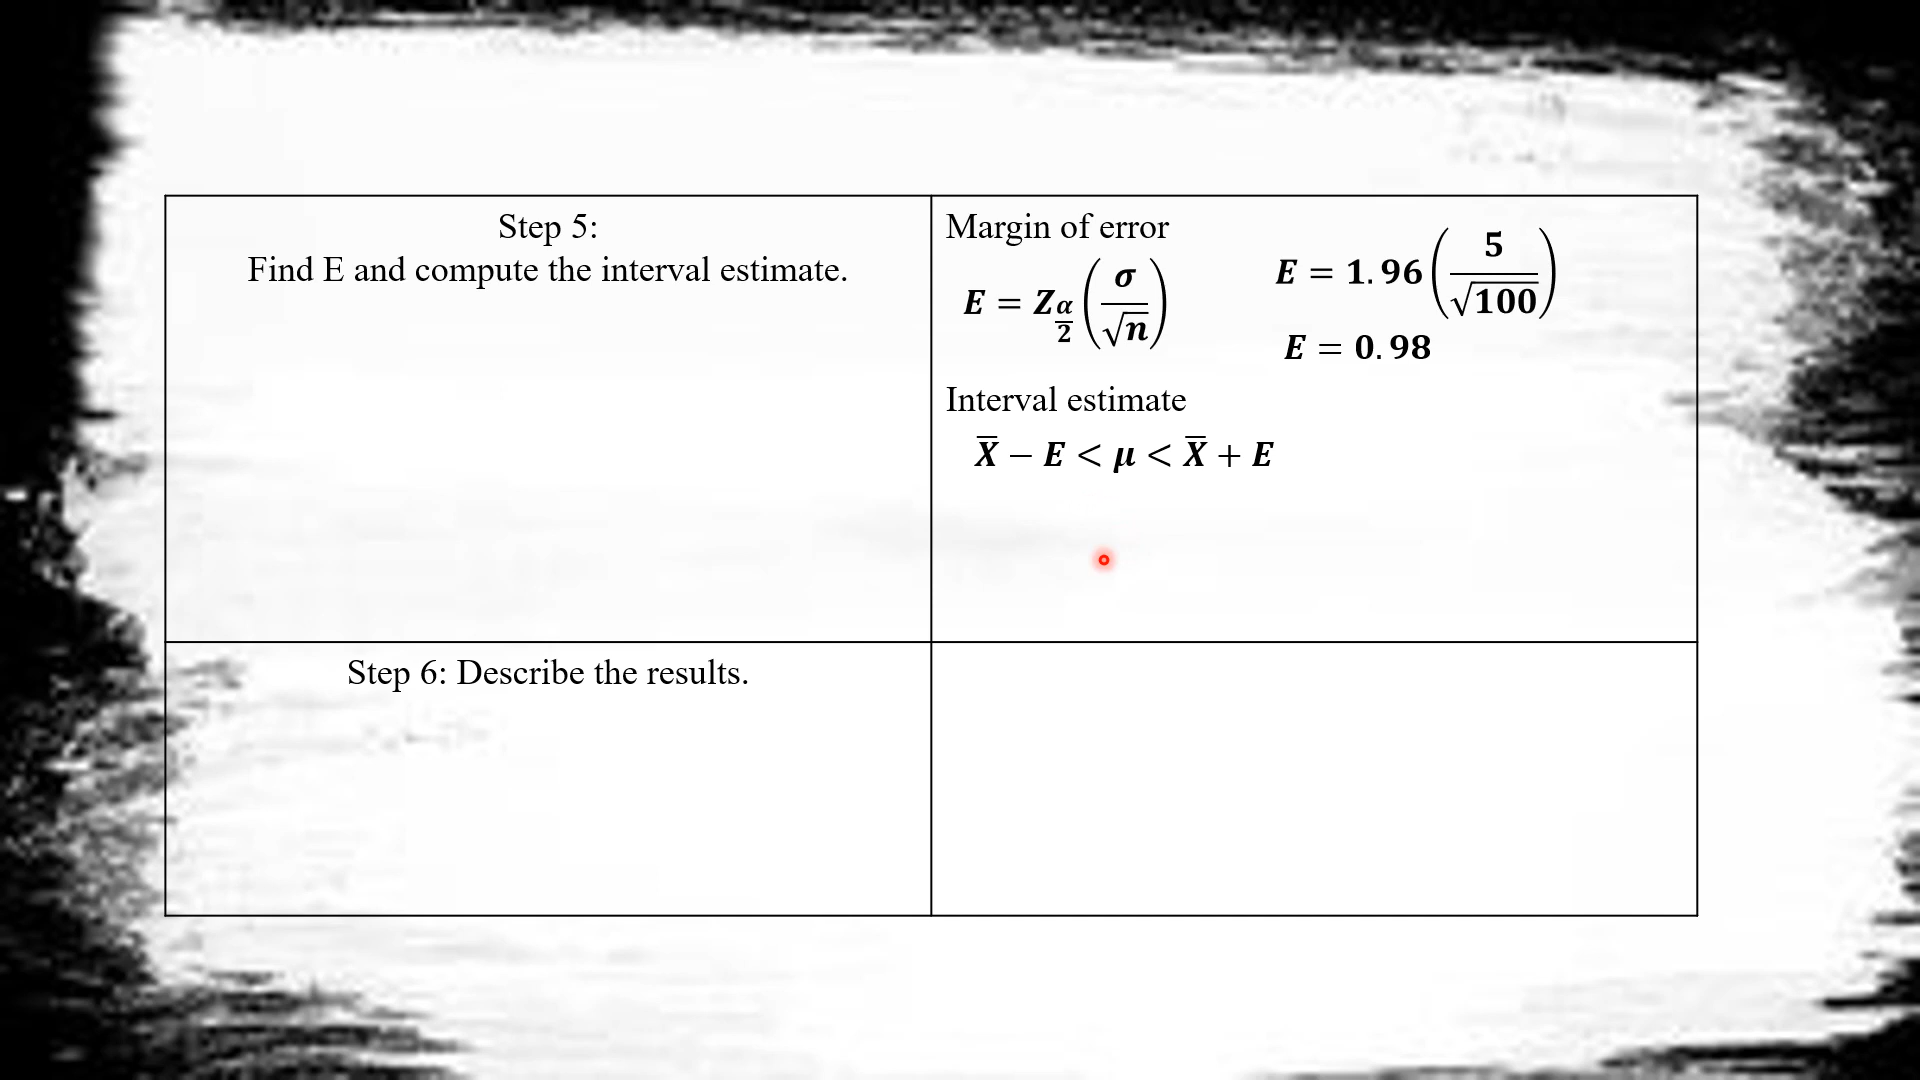 Step 5:
Find E and compute the interval estimate.
Margin of error
E = Z_{α/2} (σ/√n)
E = 1.96 (5/√100)
E = 0.98
Interval estimate
X̅ − E < μ < X̅ + E
Step 6: Describe the results.